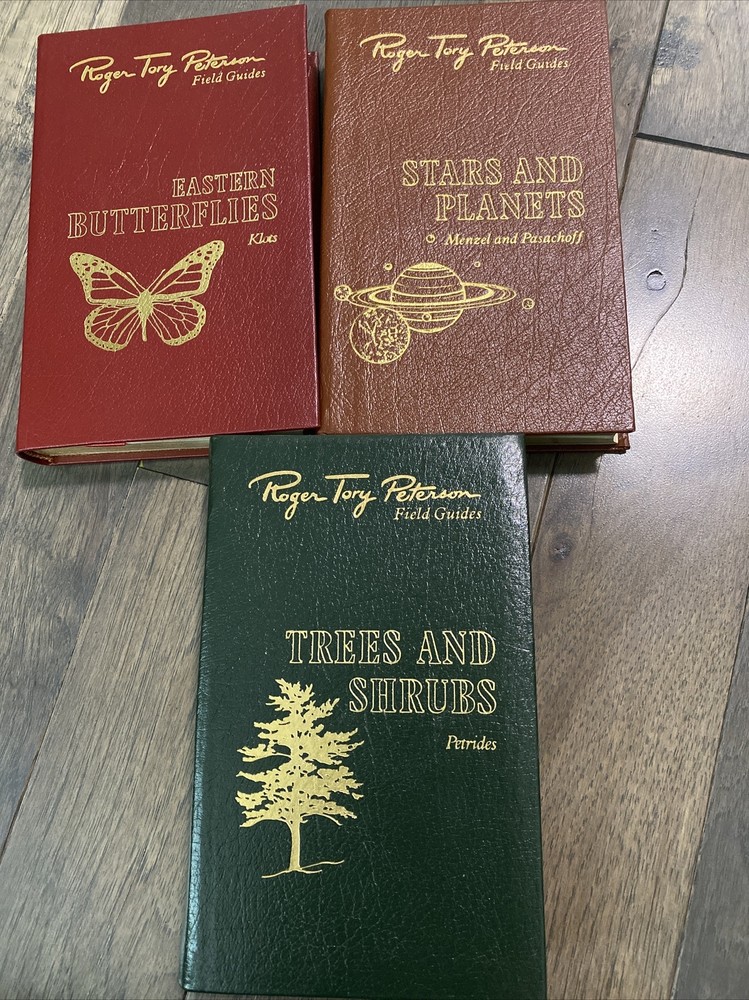 Roger Tory Peterson
Field Guides
EASTERN
BUTTERFLIES
Klots
Roger Tory Peterson
Field Guides
STARS AND
PLANETS
Menzel and Pasachoff
Roger Tory Peterson
Field Guides
TREES AND
SHRUBS
Petrides